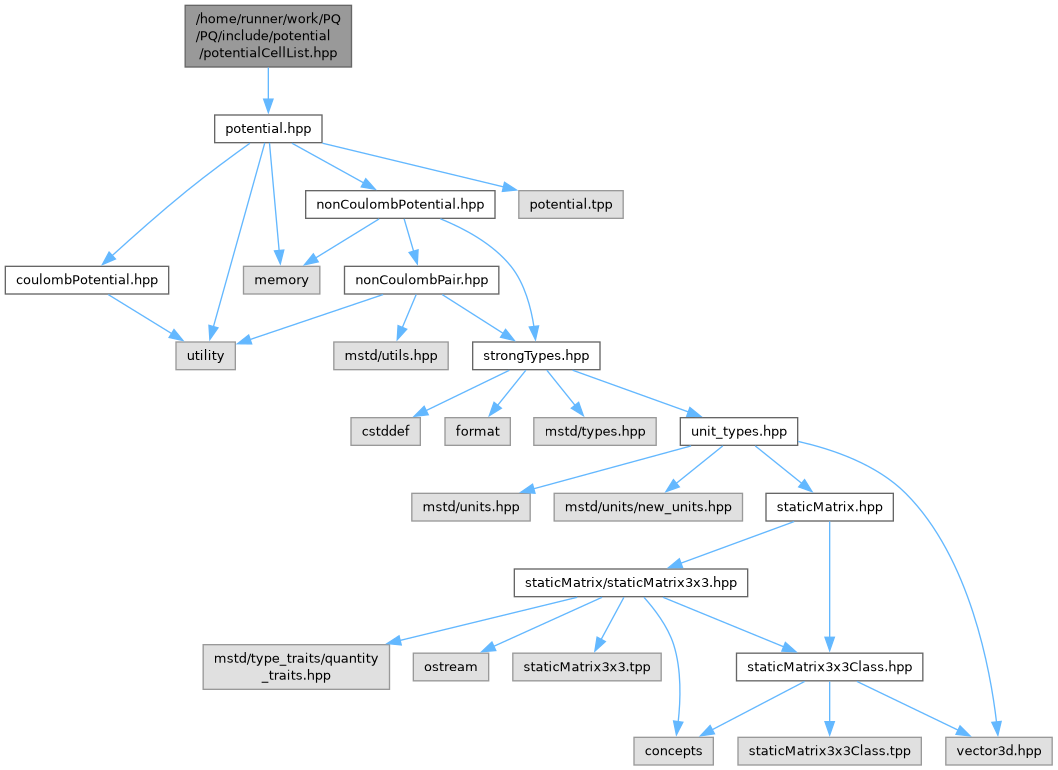 /home/runner/work/PQ
/PQ/include/potential
/potentialCellList.hpp
potential.hpp
nonCoulombPotential.hpp
potential.tpp
coulombPotential.hpp
memory
nonCoulombPair.hpp
utility
mstd/utils.hpp
strongTypes.hpp
cstddef
format
mstd/types.hpp
unit_types.hpp
mstd/units.hpp
mstd/units/new_units.hpp
staticMatrix.hpp
staticMatrix/staticMatrix3x3.hpp
mstd/type_traits/quantity
_traits.hpp
ostream
staticMatrix3x3.tpp
staticMatrix3x3Class.hpp
concepts
staticMatrix3x3Class.tpp
vector3d.hpp